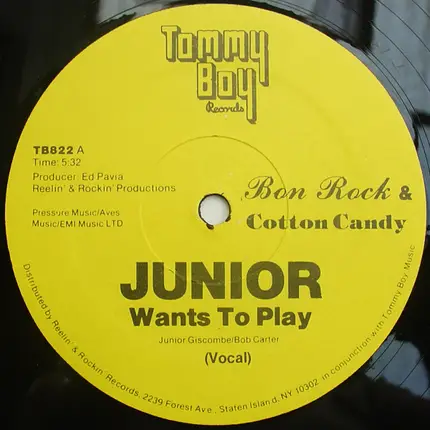 Tommy
Boy
Records
TB822 A
Time: 5:32
Producer Ed Pavia
Reelin' & Rockin' Productions
Pressure Music/Aves
Music/EMI Music LTD
Bon Rock &
Cotton Candy
JUNIOR
Wants To Play
Junior Giscombe/Bob Carter
(Vocal)
Distributed by Reelin' & Rockin' Records, 2239 Forest Ave., Staten Island, NY 10302 in conjunction with Tommy Boy Music